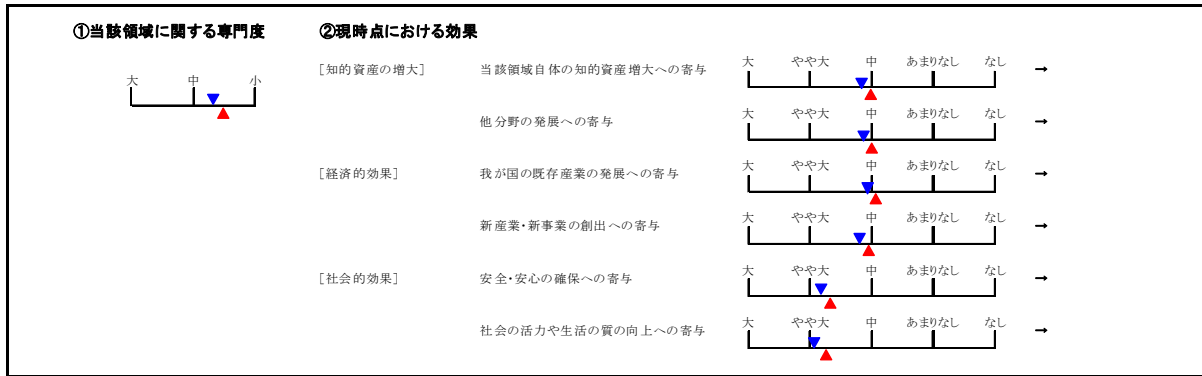 ①当該領域に関する専門度
大 中 小
②現時点における効果
[知的資産の増大] 当該領域自体の知的資産増大への寄与 大 やや大 中 あまりなし なし →
他分野の発展への寄与 大 やや大 中 あまりなし なし →
[経済的効果] 我が国の既存産業の発展への寄与 大 やや大 中 あまりなし なし →
新産業・新事業の創出への寄与 大 やや大 中 あまりなし なし →
[社会的効果] 安全・安心の確保への寄与 大 やや大 中 あまりなし なし →
社会の活力や生活の質の向上への寄与 大 やや大 中 あまりなし なし →